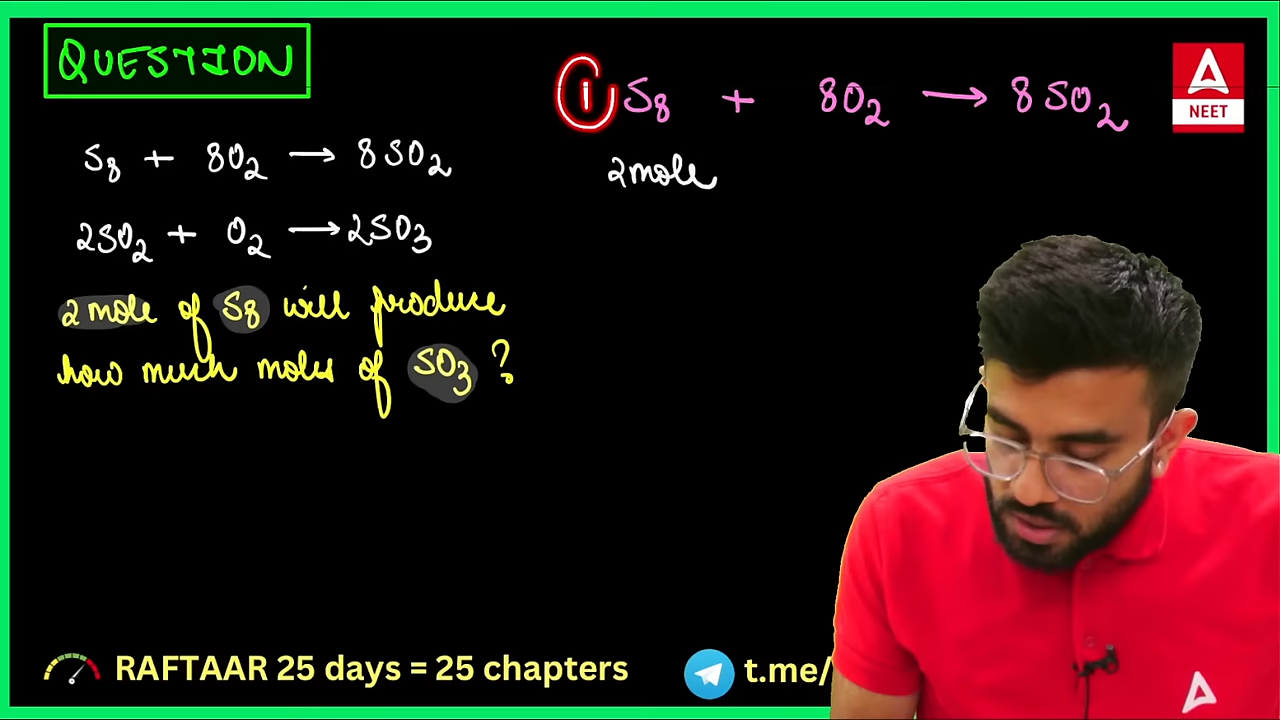 QUESTION
S₈ + 8O₂ → 8SO₂
2SO₂ + O₂ → 2SO₃
2 mole of S₈ will produce
how much moles of SO₃ ?
1 S₈ + 8O₂ → 8SO₂
2mole
NEET
RAFTAAR 25 days = 25 chapters
t.me/